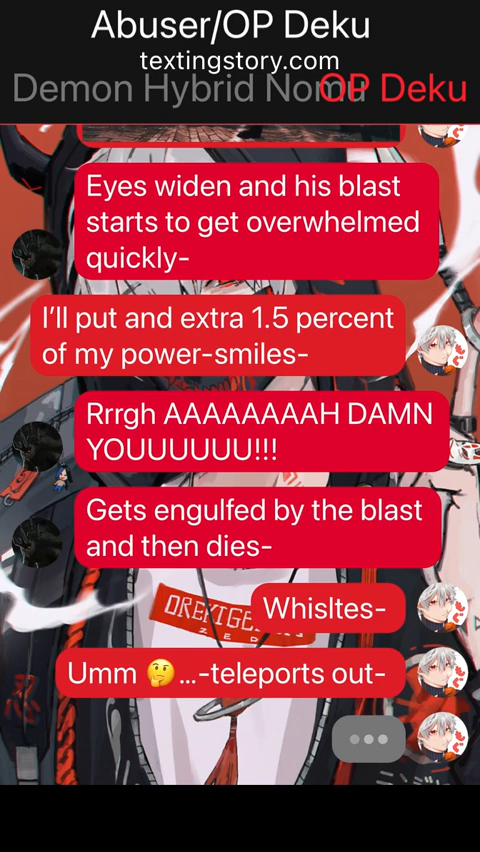 Abuser/OP Deku
textingstory.com
Demon Hybrid Nomu OP Deku
Eyes widen and his blast
starts to get overwhelmed
quickly-
I’ll put and extra 1.5 percent
of my power-smiles-
Rrrgh AAAAAAAAH DAMN
YOUUUUUU!!!
Gets engulfed by the blast
and then dies-
Whisltes-
Umm 🤔...-teleports out-
忍